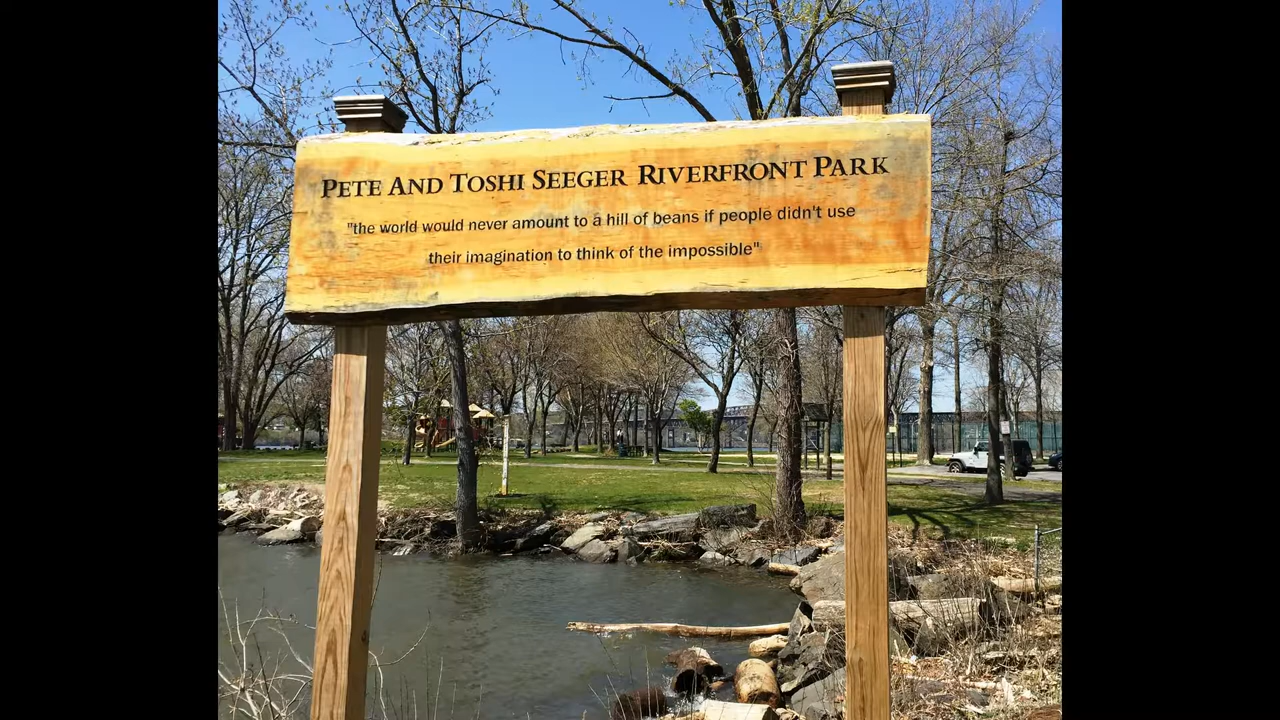 PETE AND TOSHI SEEGER RIVERFRONT PARK
"the world would never amount to a hill of beans if people didn't use
their imagination to think of the impossible"